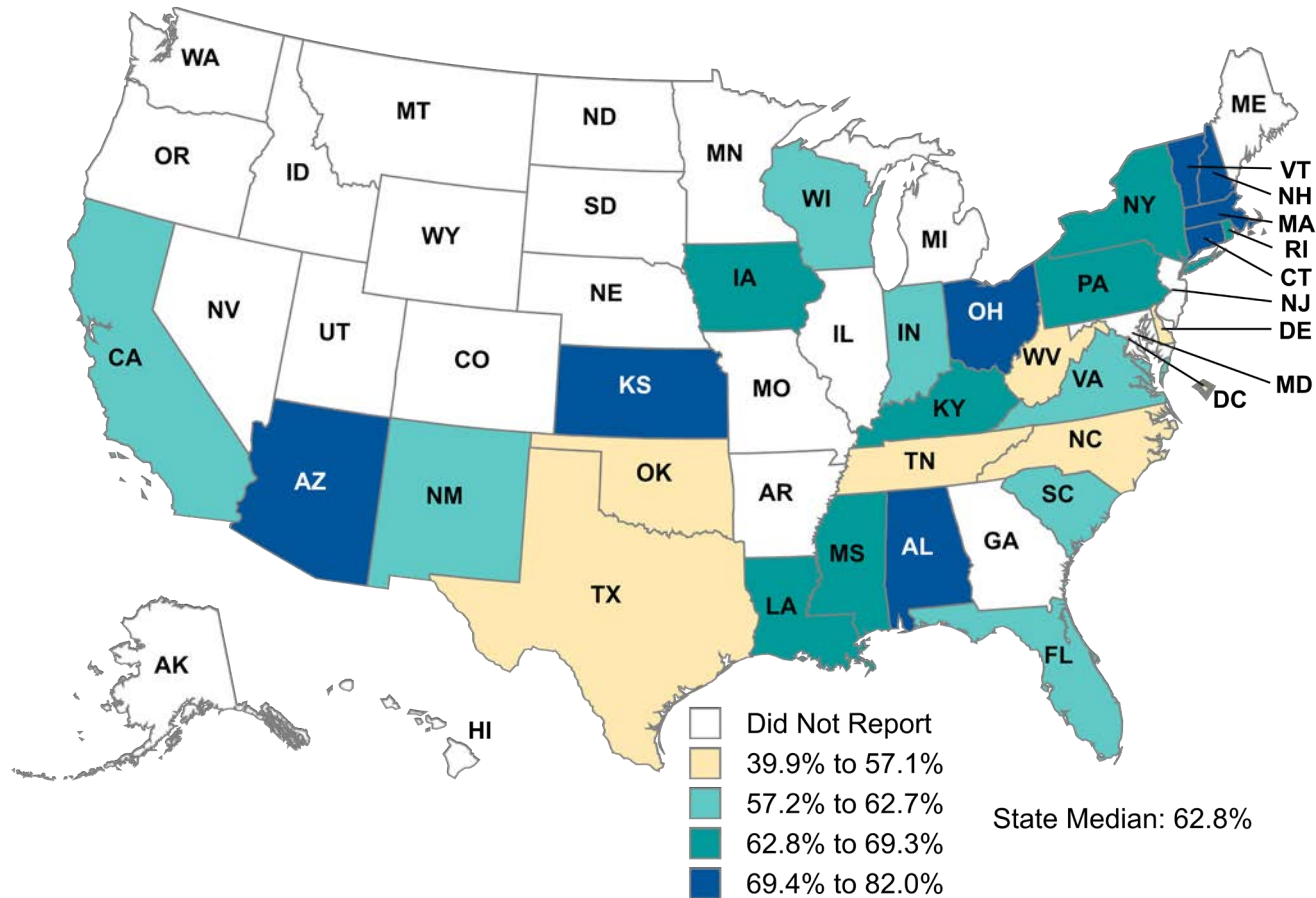 WA
MT
ND
MN
ME
OR
ID
SD
WI
VT
NH
NY
MA
WY
MI
RI
IA
CT
NE
PA
NJ
NV
UT
CO
IL
IN
OH
DE
CA
WV
KS
MO
VA
MD
KY
DC
NC
TN
AZ
NM
OK
AR
SC
MS
AL
GA
TX
LA
FL
AK
HI
Did Not Report
39.9% to 57.1%
57.2% to 62.7%
State Median: 62.8%
62.8% to 69.3%
69.4% to 82.0%